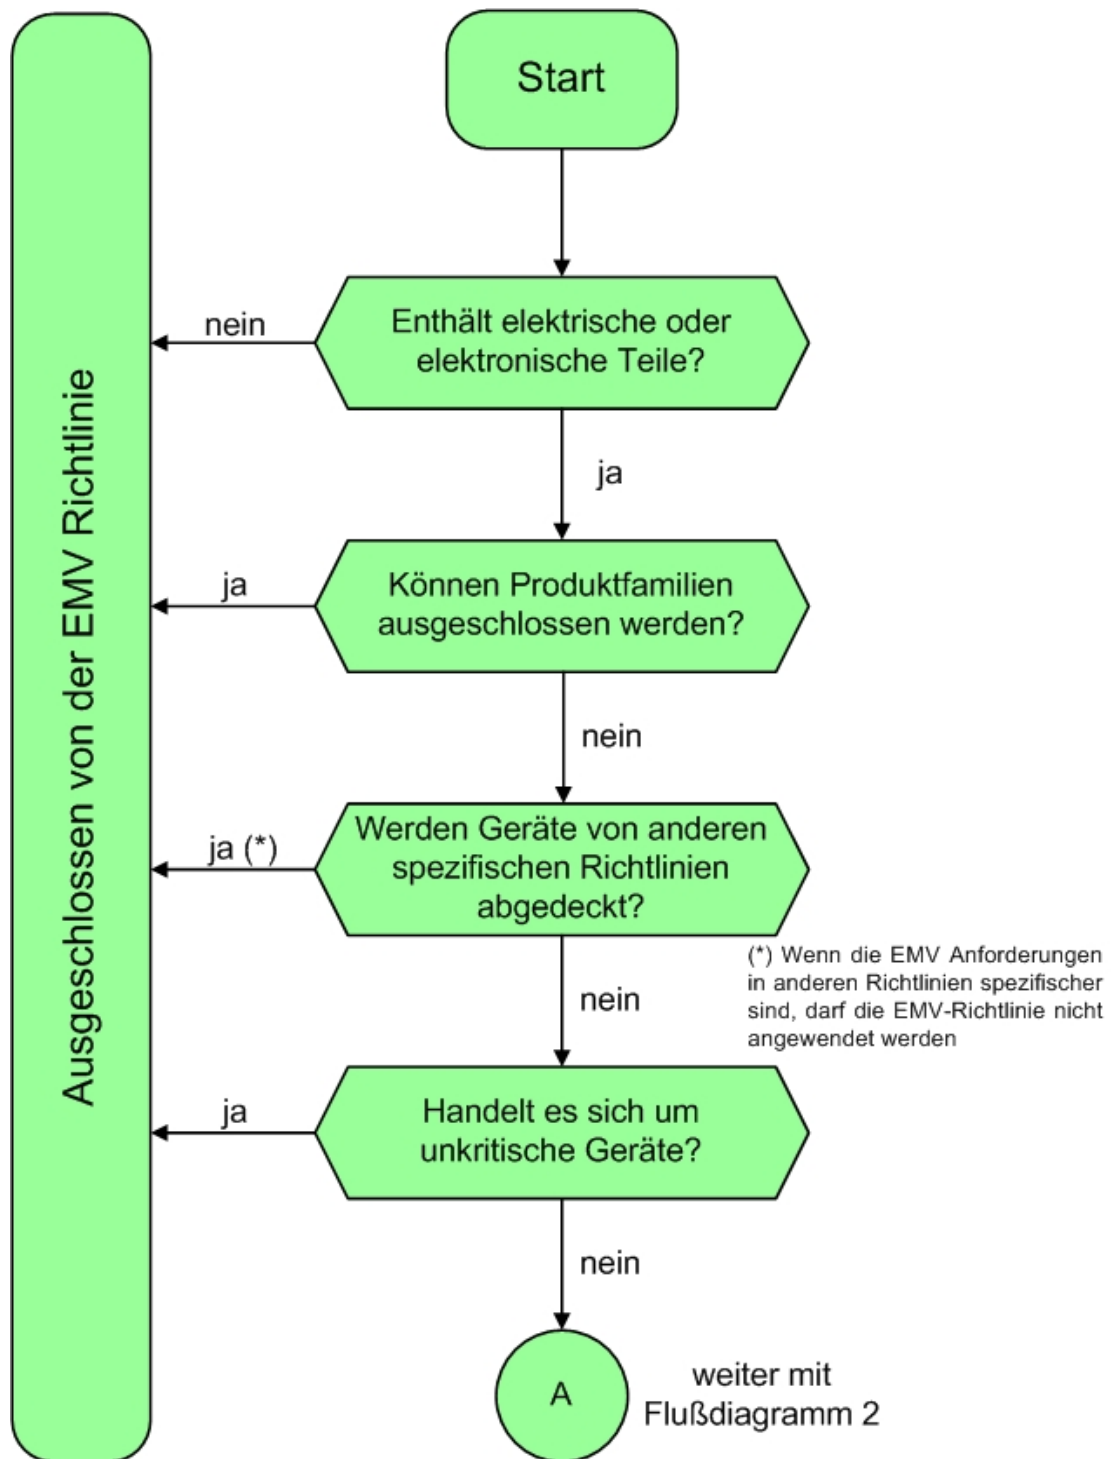 Ausgeschlossen von der EMV Richtlinie
Start
Enthält elektrische oder
elektronische Teile?
nein
ja
Können Produktfamilien
ausgeschlossen werden?
ja
nein
Werden Geräte von anderen
spezifischen Richtlinien
abgedeckt?
ja (*)
(*) Wenn die EMV Anforderungen
in anderen Richtlinien spezifischer
sind, darf die EMV-Richtlinie nicht
angewendet werden
nein
Handelt es sich um
unkritische Geräte?
ja
nein
A
weiter mit
Flußdiagramm 2